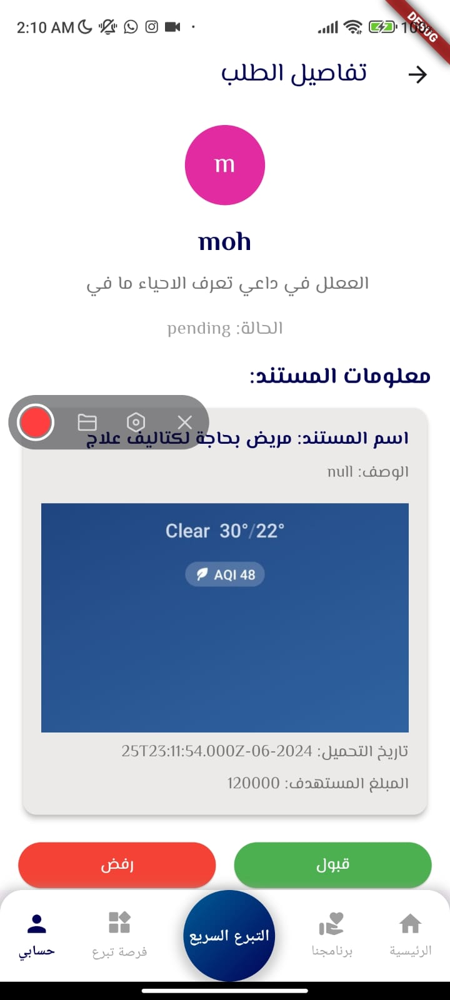 2:10 AM
100
DEBUG
تفاصيل الطلب
m
moh
العملل في داعي تعرف الاحياء ما في
الحالة: pending
معلومات المستند:
اسم المستند: مريض بحاجة لكتاليف علاج
الوصف: null
Clear 30°/22°
AQI 48
تاريخ التحميل: 2024-06-25T23:11:54.000Z
المبلغ المستهدف: 120000
قبول
رفض
الرئيسية
برنامجنا
التبرع السريع
فرصة تبرع
حسابي